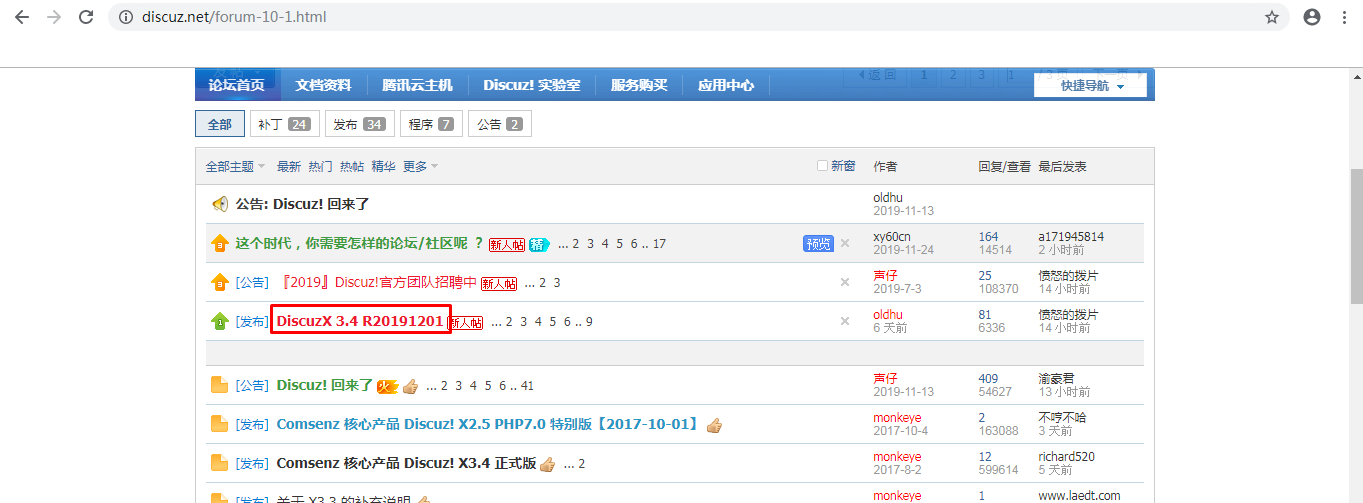 discuz.net/forum-10-1.html
返回 1 2 3
论坛首页 文档资料 腾讯云主机 Discuz! 实验室 服务购买 应用中心 快捷导航
全部 补丁 24 发布 34 程序 7 公告 2
全部主题 最新 热门 热帖 精华 更多 新窗 作者 回复/查看 最后发表
公告: Discuz! 回来了 oldhu
2019-11-13
3 这个时代，你需要怎样的论坛/社区呢 ？ 新人帖 精 ... 2 3 4 5 6 .. 17 预览 xy60cn 164 a171945814
2019-11-24 14514 2 小时前
3 [公告] 『2019』Discuz!官方团队招聘中 新人帖 ... 2 3 声仔 25 愤怒的拨片
2019-7-3 108370 14 小时前
1 [发布] DiscuzX 3.4 R20191201 新人帖 ... 2 3 4 5 6 .. 9 oldhu 81 愤怒的拨片
6 天前 6336 14 小时前
[公告] Discuz! 回来了 火 ... 2 3 4 5 6 .. 41 声仔 409 渝豪君
2019-11-13 54627 13 小时前
[发布] Comsenz 核心产品 Discuz! X2.5 PHP7.0 特别版【2017-10-01】 monkeye 2 不哼不哈
2017-10-4 163088 3 天前
[发布] Comsenz 核心产品 Discuz! X3.4 正式版 ... 2 monkeye 12 richard520
2017-8-2 599614 5 天前
[发布] 关于 X3.3 的补充说明 monkeye 1 www.laedt.com